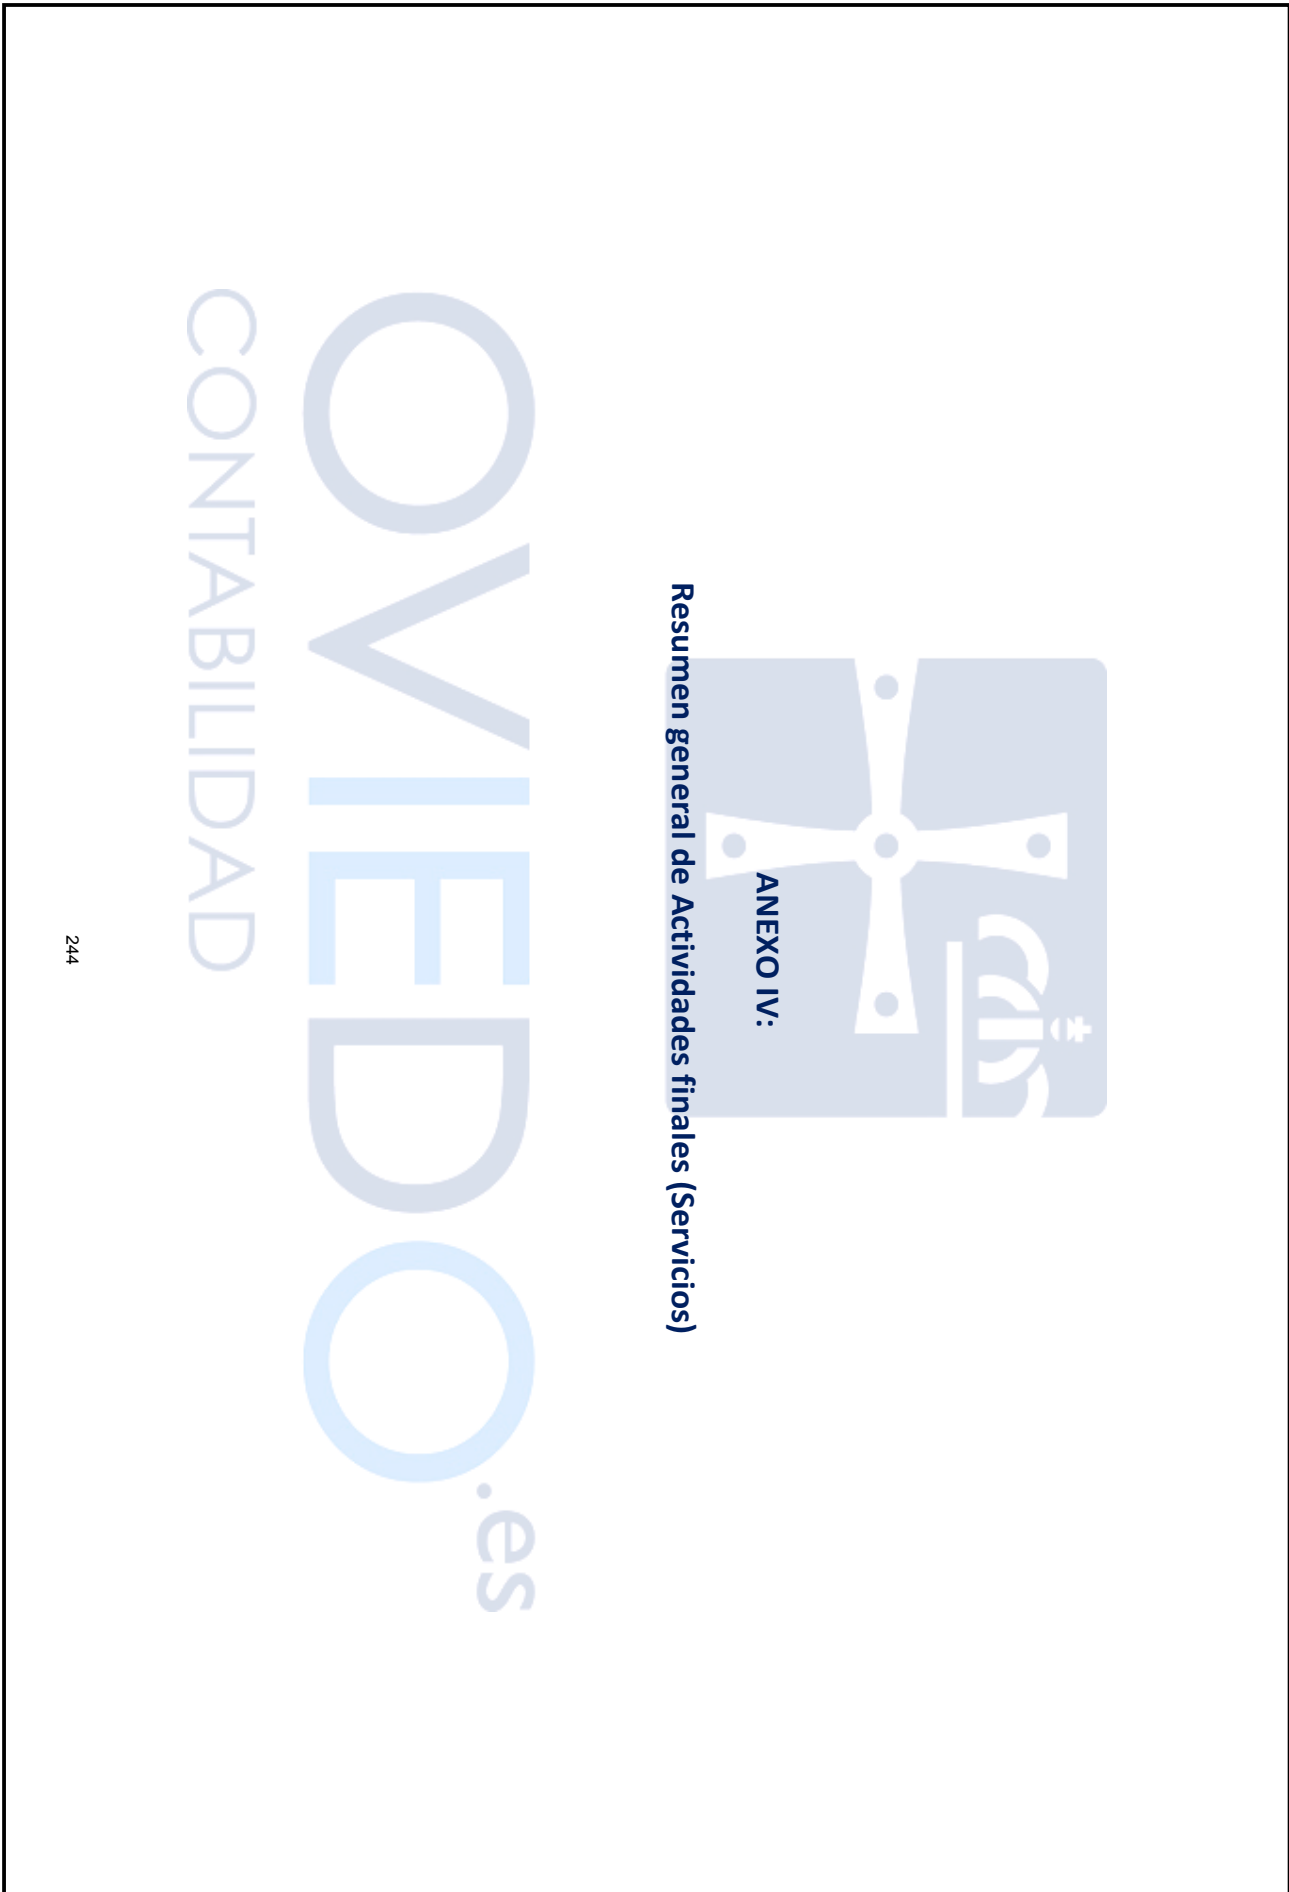 ANEXO IV:
Resumen general de Actividades finales (Servicios)
OVIEDO.es
CONTABILIDAD
244